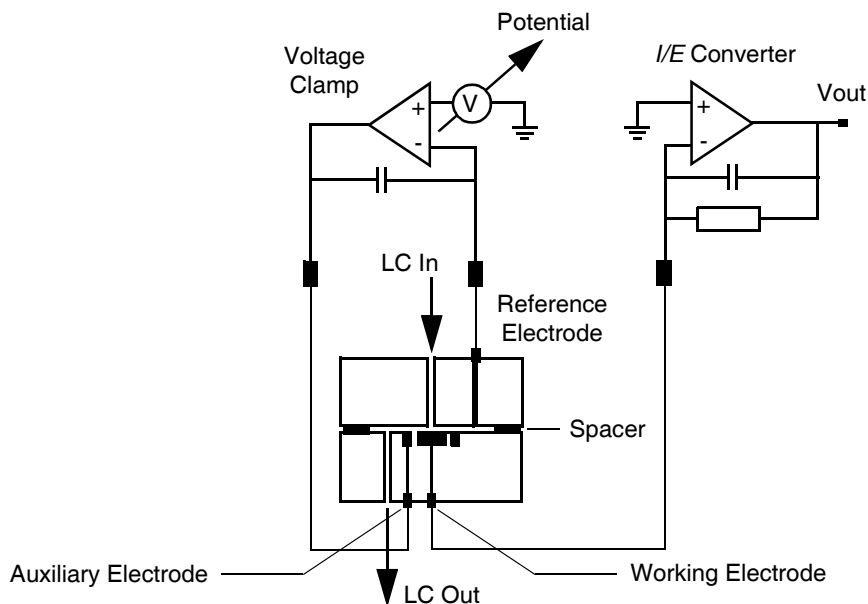 Potential
Voltage
Clamp
I/E Converter
Vout
+
V
-
+
-
LC In
Reference
Electrode
Spacer
Auxiliary Electrode
Working Electrode
LC Out